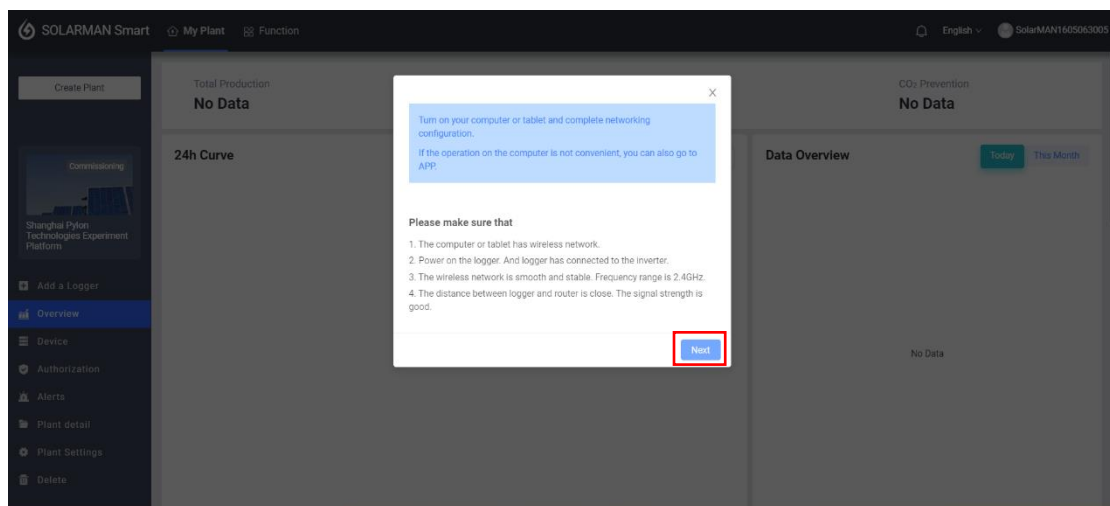 SOLARMAN Smart
My Plant
Function
English
SolarMAN1605063005
Create Plant
Total Production
No Data
CO₂ Prevention
No Data
Commissioning
Shanghai Pylon
Technologies Experiment
Platform
Add a Logger
Overview
Device
Authorization
Alerts
Plant detail
Plant Settings
Delete
24h Curve
X
Turn on your computer or tablet and complete networking
configuration.
If the operation on the computer is not convenient, you can also go to
APP.
Please make sure that
1. The computer or tablet has wireless network.
2. Power on the logger. And logger has connected to the inverter.
3. The wireless network is smooth and stable. Frequency range is 2.4GHz.
4. The distance between logger and router is close. The signal strength is
good.
Next
Data Overview
Today
This Month
No Data